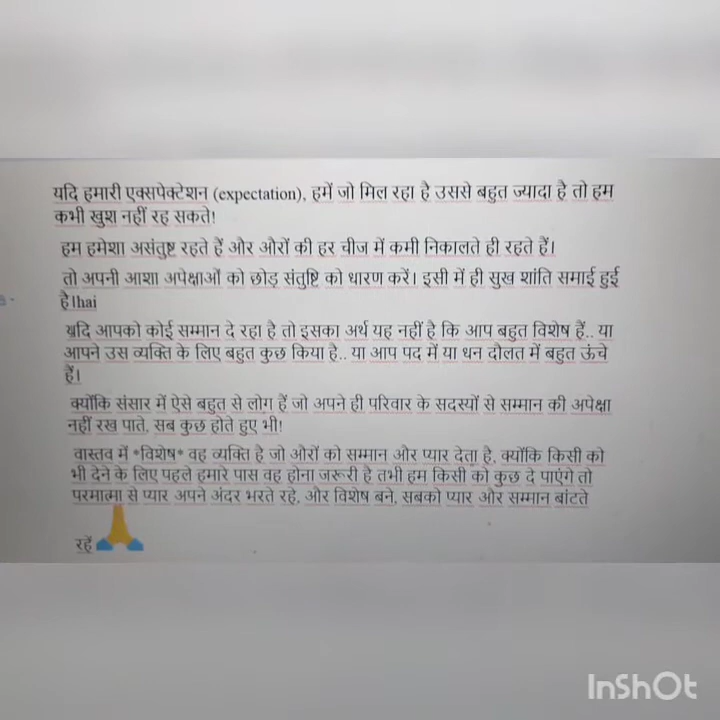 यदि हमारी एक्सपेक्टेशन (expectation), हमें जो मिल रहा है उससे बहुत ज्यादा है तो हम
कभी खुश नहीं रह सकते!
हम हमेशा असंतुष्ट रहते हैं और औरों की हर चीज में कमी निकालते ही रहते हैं।
तो अपनी आशा अपेक्षाओं को छोड़ संतुष्टि को धारण करें। इसी में ही सुख शांति समाई हुई
है।hai
यदि आपको कोई सम्मान दे रहा है तो इसका अर्थ यह नहीं है कि आप बहुत विशेष हैं.. या
आपने उस व्यक्ति के लिए बहुत कुछ किया है.. या आप पद में या धन दौलत में बहुत ऊंचे
हैं।
क्योंकि संसार में ऐसे बहुत से लोग हैं जो अपने ही परिवार के सदस्यों से सम्मान की अपेक्षा
नहीं रख पाते, सब कुछ होते हुए भी!
वास्तव में *विशेष* वह व्यक्ति है जो औरों को सम्मान और प्यार देता है, क्योंकि किसी को
भी देने के लिए पहले हमारे पास वह होना जरूरी है तभी हम किसी को कुछ दे पाएंगे तो
परमात्मा से प्यार अपने अंदर भरते रहे, और विशेष बने, सबको प्यार और सम्मान बांटते
रहें 🙏
InShOt